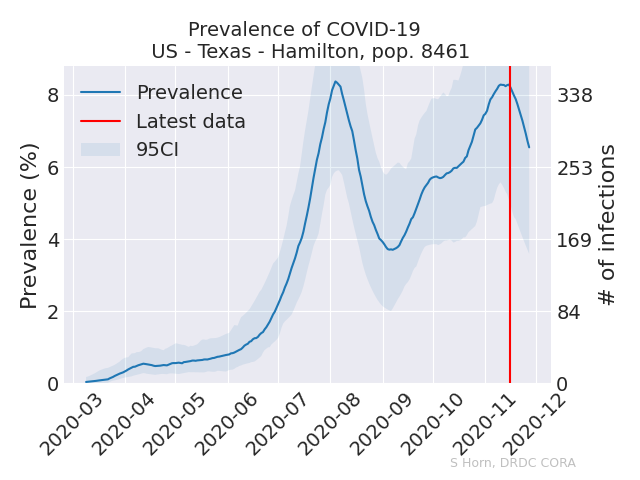 Prevalence of COVID-19
US - Texas - Hamilton, pop. 8461
Prevalence
Latest data
95CI
Prevalence (%)
8
6
4
2
0
338
253
169
84
0
# of infections
2020-03
2020-04
2020-05
2020-06
2020-07
2020-08
2020-09
2020-10
2020-11
2020-12
S Horn, DRDC CORA